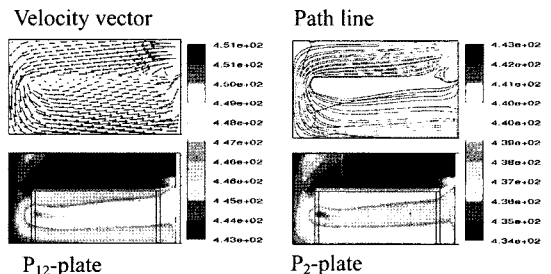 Velocity vector
Path line
4.51e+02
4.51e+02
4.50e+02
4.49e+02
4.48e+02
4.47e+02
4.46e+02
4.46e+02
4.45e+02
4.44e+02
4.43e+02
4.43e+02
4.42e+02
4.41e+02
4.40e+02
4.40e+02
4.39e+02
4.38e+02
4.37e+02
4.36e+02
4.35e+02
4.34e+02
P12-plate
P2-plate